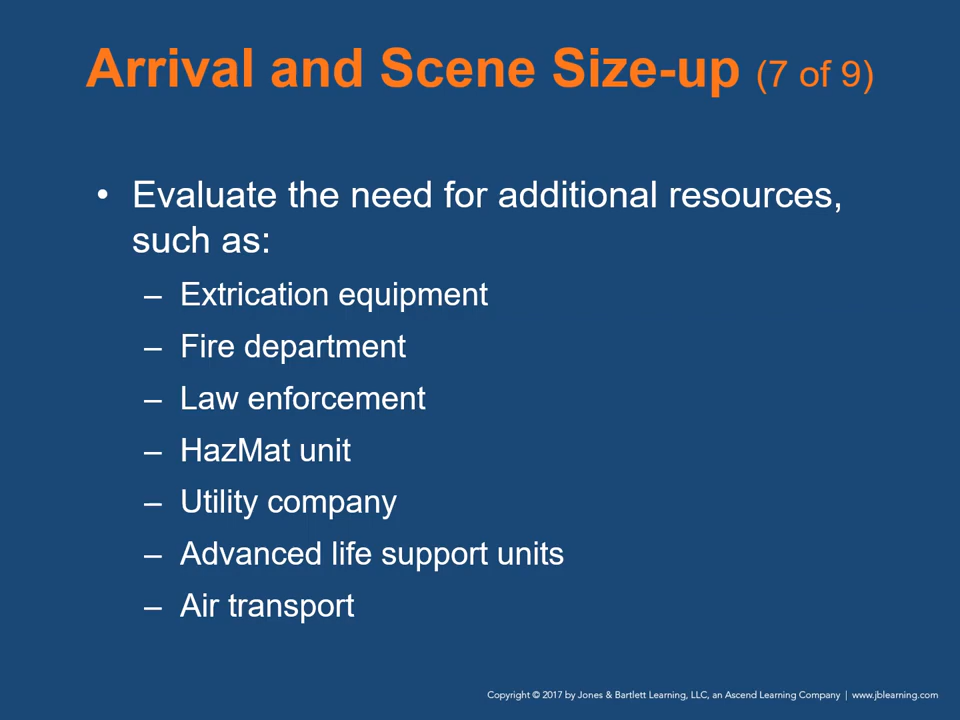 Arrival and Scene Size-up (7 of 9)
• Evaluate the need for additional resources,
such as:
– Extrication equipment
– Fire department
– Law enforcement
– HazMat unit
– Utility company
– Advanced life support units
– Air transport
Copyright © 2017 by Jones & Bartlett Learning, LLC, an Ascend Learning Company | www.jblearning.com